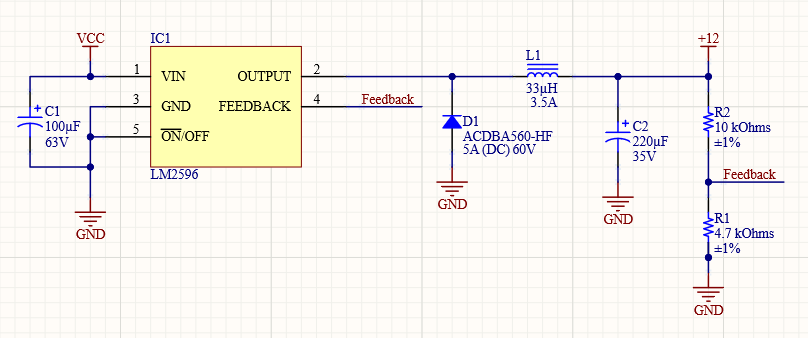 VCC
IC1
1 VIN OUTPUT 2
3 GND FEEDBACK 4
5 ON/OFF
LM2596
C1
100µF
63V
GND
Feedback
D1
ACDBA560-HF
5A (DC) 60V
GND
L1
33µH
3.5A
C2
220µF
35V
GND
+12
R2
10 kOhms
±1%
Feedback
R1
4.7 kOhms
±1%
GND